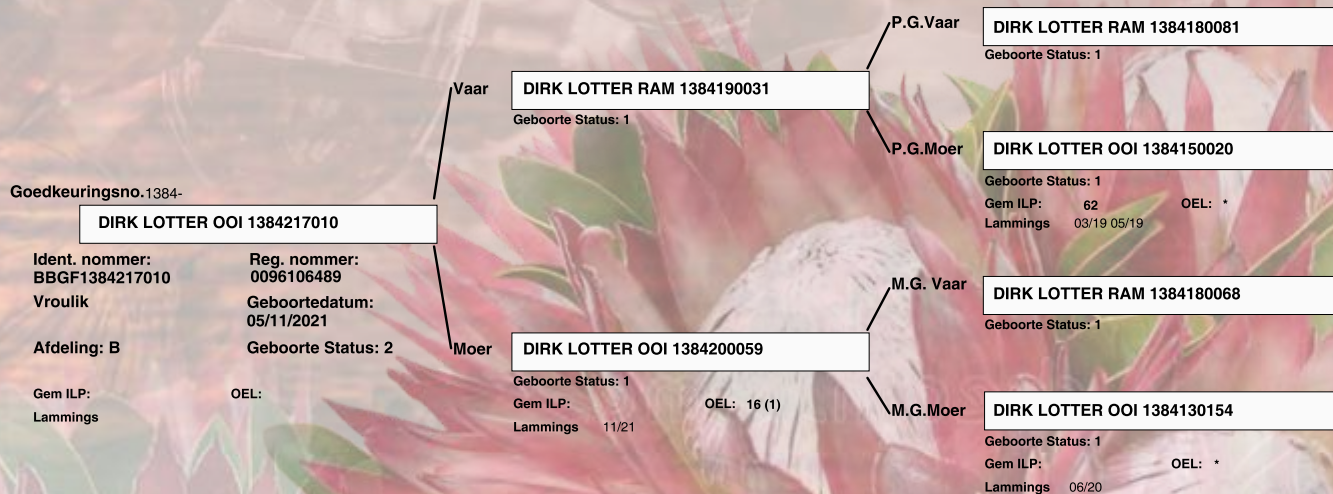 P.G.Vaar
DIRK LOTTER RAM 1384180081
Geboorte Status: 1
Vaar
DIRK LOTTER RAM 1384190031
Geboorte Status: 1
P.G.Moer
DIRK LOTTER OOI 1384150020
Geboorte Status: 1
Gem ILP: 62 OEL: *
Lammings 03/19 05/19
Goedkeuringsno.1384-
DIRK LOTTER OOI 1384217010
Ident. nommer: Reg. nommer:
BBGF1384217010 0096106489
Vroulik Geboortedatum:
05/11/2021
Afdeling: B Geboorte Status: 2
Gem ILP: OEL:
Lammings
M.G. Vaar
DIRK LOTTER RAM 1384180068
Geboorte Status: 1
Moer
DIRK LOTTER OOI 1384200059
Geboorte Status: 1
Gem ILP: OEL: 16 (1)
Lammings 11/21
M.G.Moer
DIRK LOTTER OOI 1384130154
Geboorte Status: 1
Gem ILP: OEL: *
Lammings 06/20